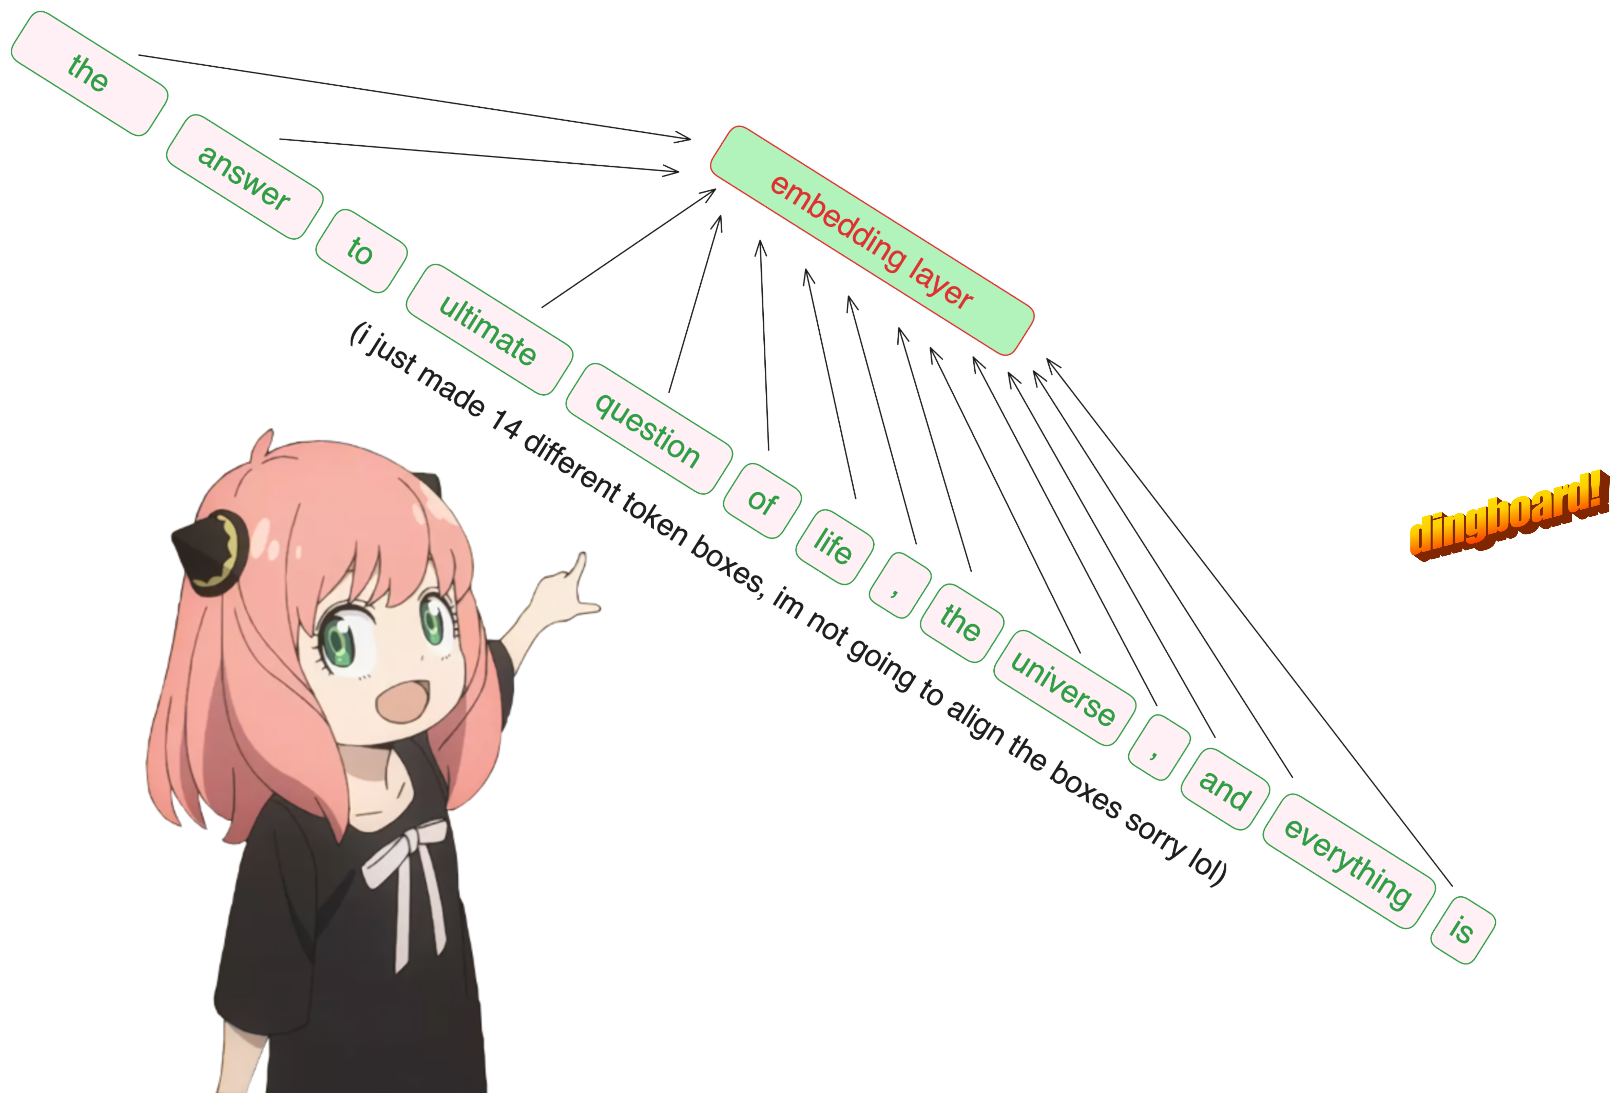 the
answer
to
ultimate
question
of
life
,
the
universe
,
and
everything
is
embedding layer
(i just made 14 different token boxes, im not going to align the boxes sorry lol)
dingboard!